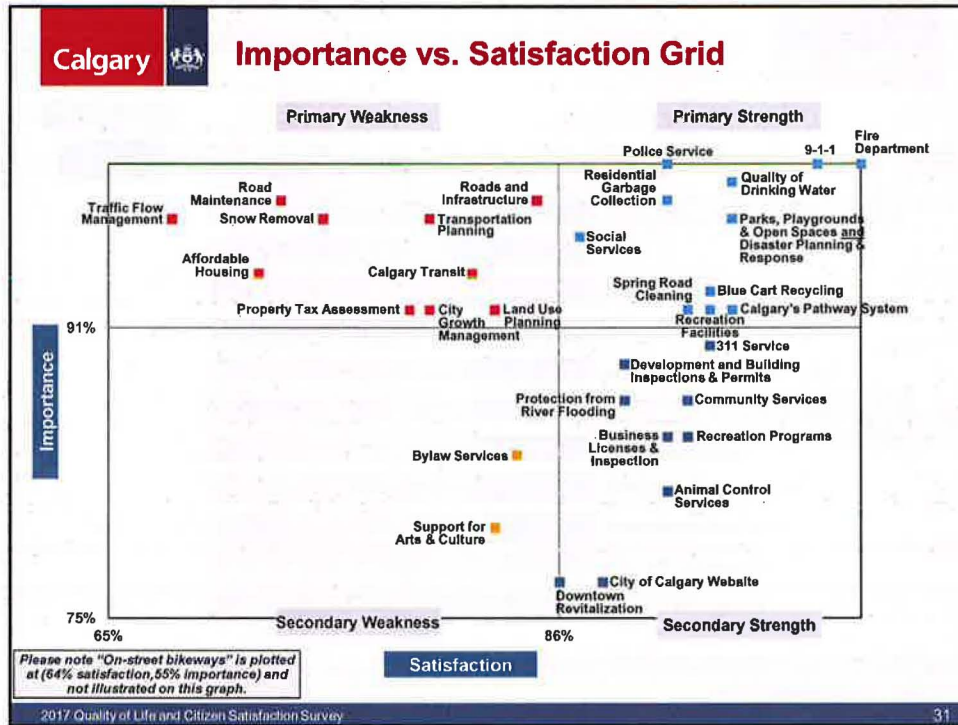 Calgary
Importance vs. Satisfaction Grid
Primary Weakness
Primary Strength
Fire
Department
9-1-1
Police Service
Residential
Garbage
Collection
Quality of
Drinking Water
Road
Maintenance
Roads and
Infrastructure
Traffic Flow
Management
Snow Removal
Transportation
Planning
Social
Services
Parks, Playgrounds
& Open Spaces and
Disaster Planning &
Response
Affordable
Housing
Calgary Transit
Spring Road
Cleaning
Blue Cart Recycling
Property Tax Assessment
City
Growth
Management
Land Use
Planning
Recreation
Facilities
Calgary's Pathway System
91%
311 Service
Development and Building
Inspections & Permits
Protection from
River Flooding
Community Services
Importance
Business
Licenses &
Inspection
Recreation Programs
Bylaw Services
Animal Control
Services
Support for
Arts & Culture
City of Calgary Website
Downtown
Revitalization
75%
Secondary Weakness
Secondary Strength
65%
86%
Satisfaction
Please note "On-street bikeways" is plotted
at (64% satisfaction,55% importance) and
not illustrated on this graph.
2017 Quality of Life and Citizen Satisfaction Survey
31